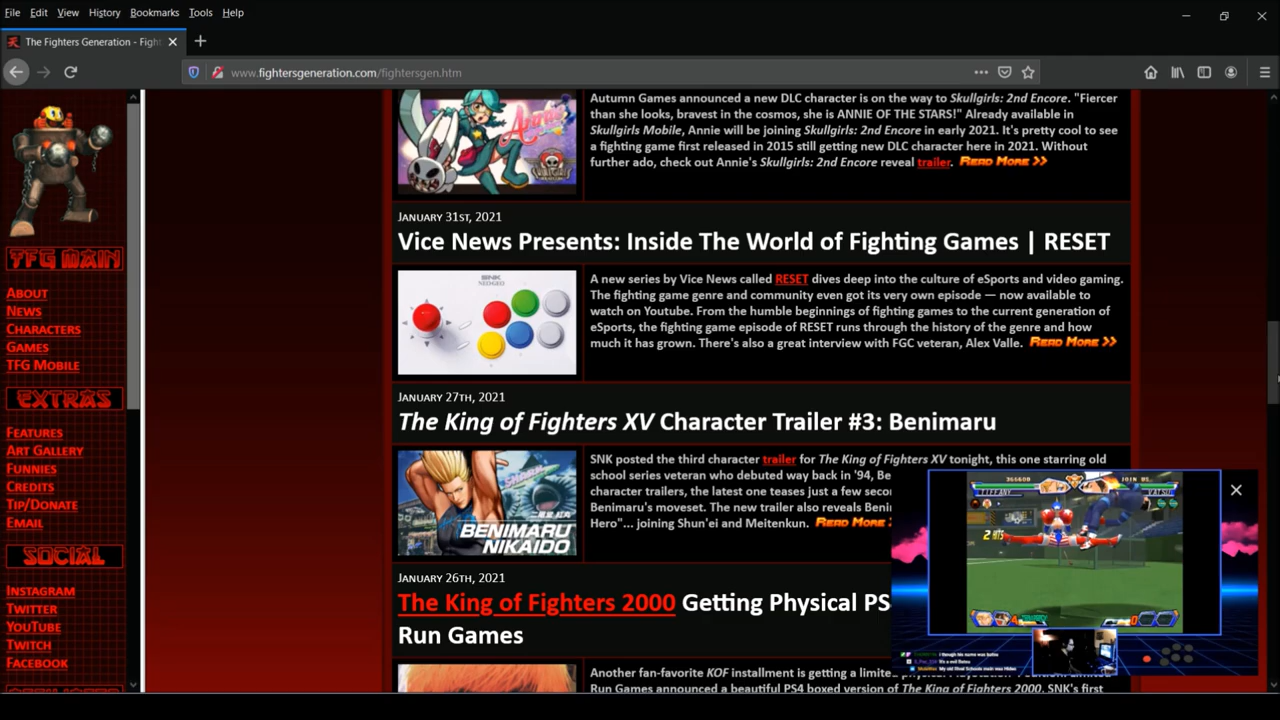 File Edit View History Bookmarks Tools Help
The Fighters Generation - Figh
www.fightersgeneration.com/fightersgen.htm
TFG MAIN
ABOUT
NEWS
CHARACTERS
GAMES
TFG MOBILE
EXTRAS
FEATURES
ART GALLERY
FUNNIES
CREDITS
TIP/DONATE
EMAIL
SOCIAL
INSTAGRAM
TWITTER
YOUTUBE
TWITCH
FACEBOOK
Annie
Autumn Games announced a new DLC character is on the way to Skullgirls: 2nd Encore. "Fiercer
than she looks, bravest in the cosmos, she is ANNIE OF THE STARS!" Already available in
Skullgirls Mobile, Annie will be joining Skullgirls: 2nd Encore in early 2021. It's pretty cool to see
a fighting game first released in 2015 still getting new DLC character here in 2021. Without
further ado, check out Annie's Skullgirls: 2nd Encore reveal trailer. READ MORE >>
JANUARY 31ST, 2021
Vice News Presents: Inside The World of Fighting Games | RESET
SNK
NEOGEO
A new series by Vice News called RESET dives deep into the culture of eSports and video gaming.
The fighting game genre and community even got its very own episode — now available to
watch on Youtube. From the humble beginnings of fighting games to the current generation of
eSports, the fighting game episode of RESET runs through the history of the genre and how
much it has grown. There's also a great interview with FGC veteran, Alex Valle. READ MORE >>
JANUARY 27TH, 2021
The King of Fighters XV Character Trailer #3: Benimaru
BENIMARU
NIKAIDO
SNK posted the third character trailer for The King of Fighters XV tonight, this one starring old
school series veteran who debuted way back in '94, Be
character trailers, the latest one teases just a few seco
Benimaru's moveset. The new trailer also reveals Beni
Hero"... joining Shun'ei and Meitenkun. READ MORE
JANUARY 26TH, 2021
The King of Fighters 2000 Getting Physical PS
Run Games
Another fan-favorite KOF installment is getting a limite
Run Games announced a beautiful PS4 boxed version of The King of Fighters 2000. SNK's first
JOIN US
TIFFANY
2 HITS